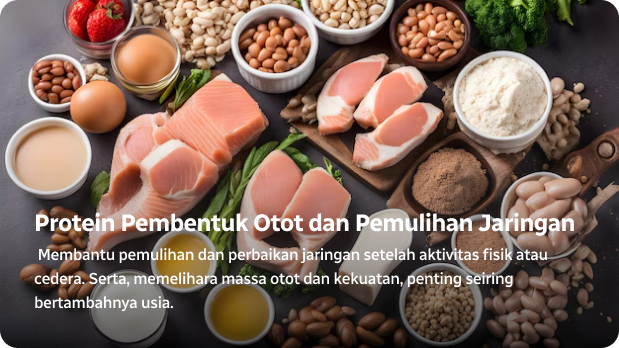 Protein Pembentuk Otot dan Pemulihan Jaringan
Membantu pemulihan dan perbaikan jaringan setelah aktivitas fisik atau
cedera. Serta, memelihara massa otot dan kekuatan, penting seiring
bertambahnya usia.